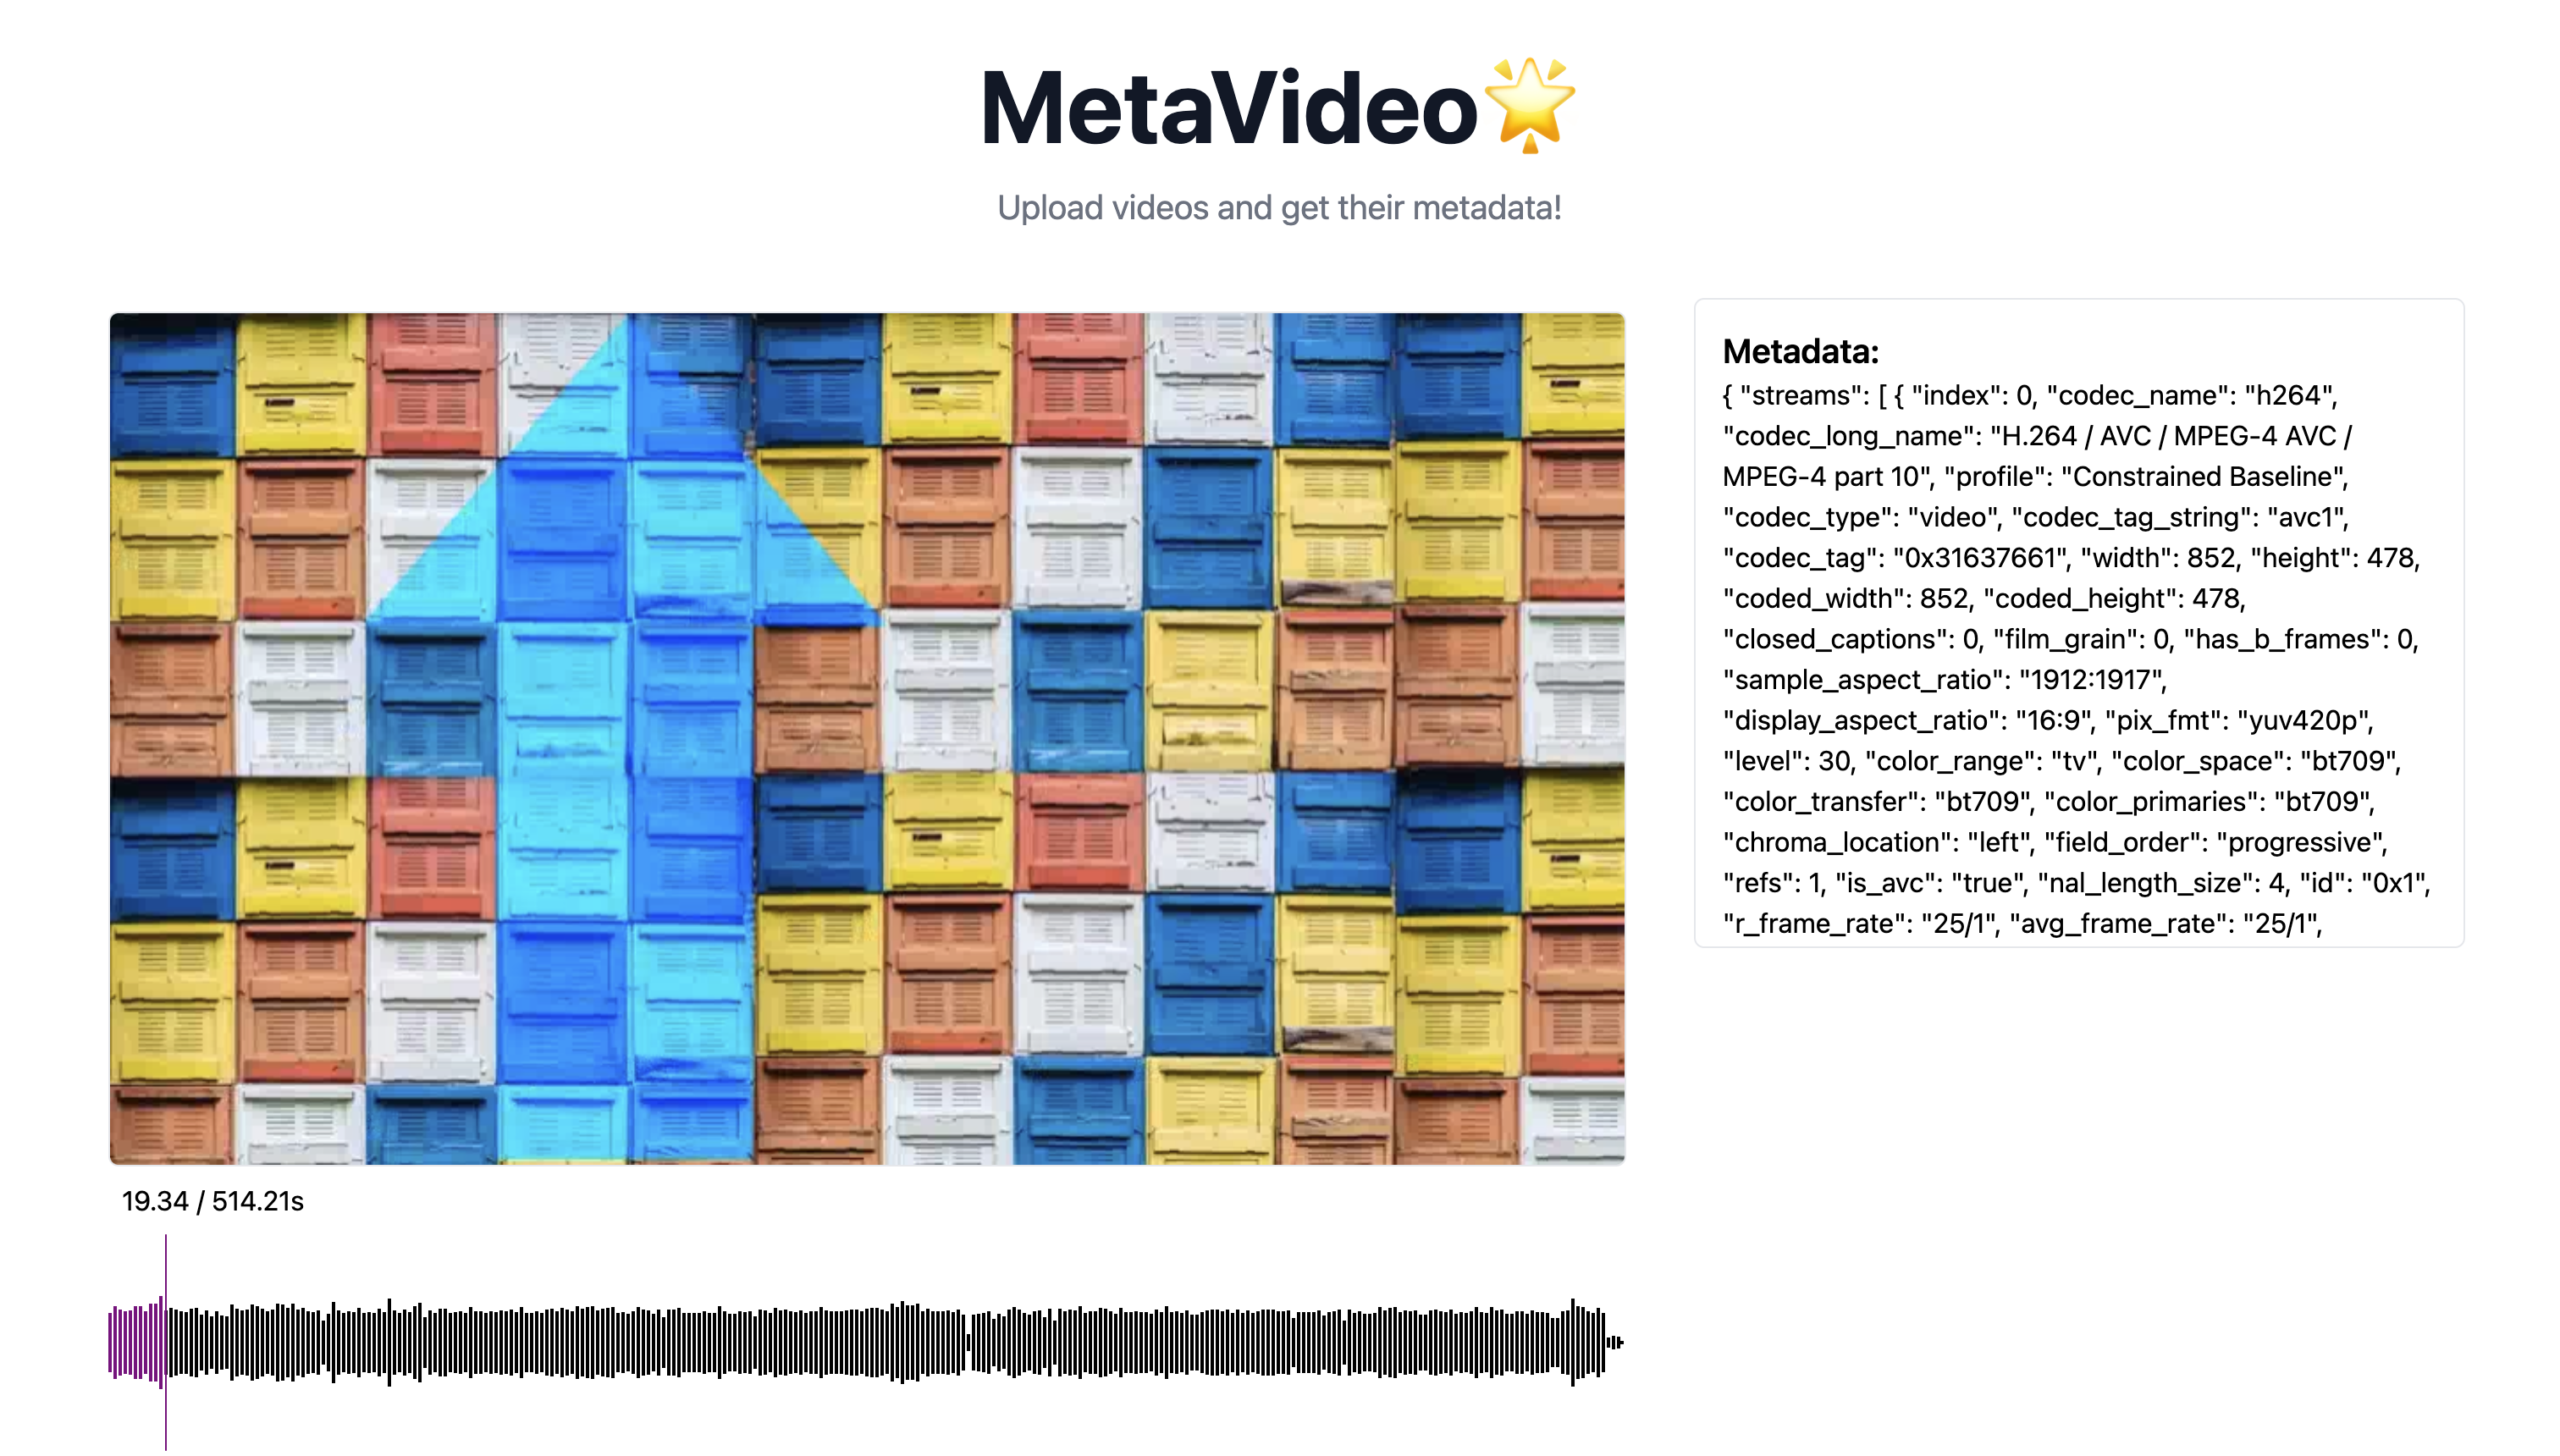 MetaVideo🌟
Upload videos and get their metadata!
Metadata:
{ "streams": [ { "index": 0, "codec_name": "h264",
"codec_long_name": "H.264 / AVC / MPEG-4 AVC /
MPEG-4 part 10", "profile": "Constrained Baseline",
"codec_type": "video", "codec_tag_string": "avc1",
"codec_tag": "0x31637661", "width": 852, "height": 478,
"coded_width": 852, "coded_height": 478,
"closed_captions": 0, "film_grain": 0, "has_b_frames": 0,
"sample_aspect_ratio": "1912:1917",
"display_aspect_ratio": "16:9", "pix_fmt": "yuv420p",
"level": 30, "color_range": "tv", "color_space": "bt709",
"color_transfer": "bt709", "color_primaries": "bt709",
"chroma_location": "left", "field_order": "progressive",
"refs": 1, "is_avc": "true", "nal_length_size": 4, "id": "0x1",
"r_frame_rate": "25/1", "avg_frame_rate": "25/1",
19.34 / 514.21s